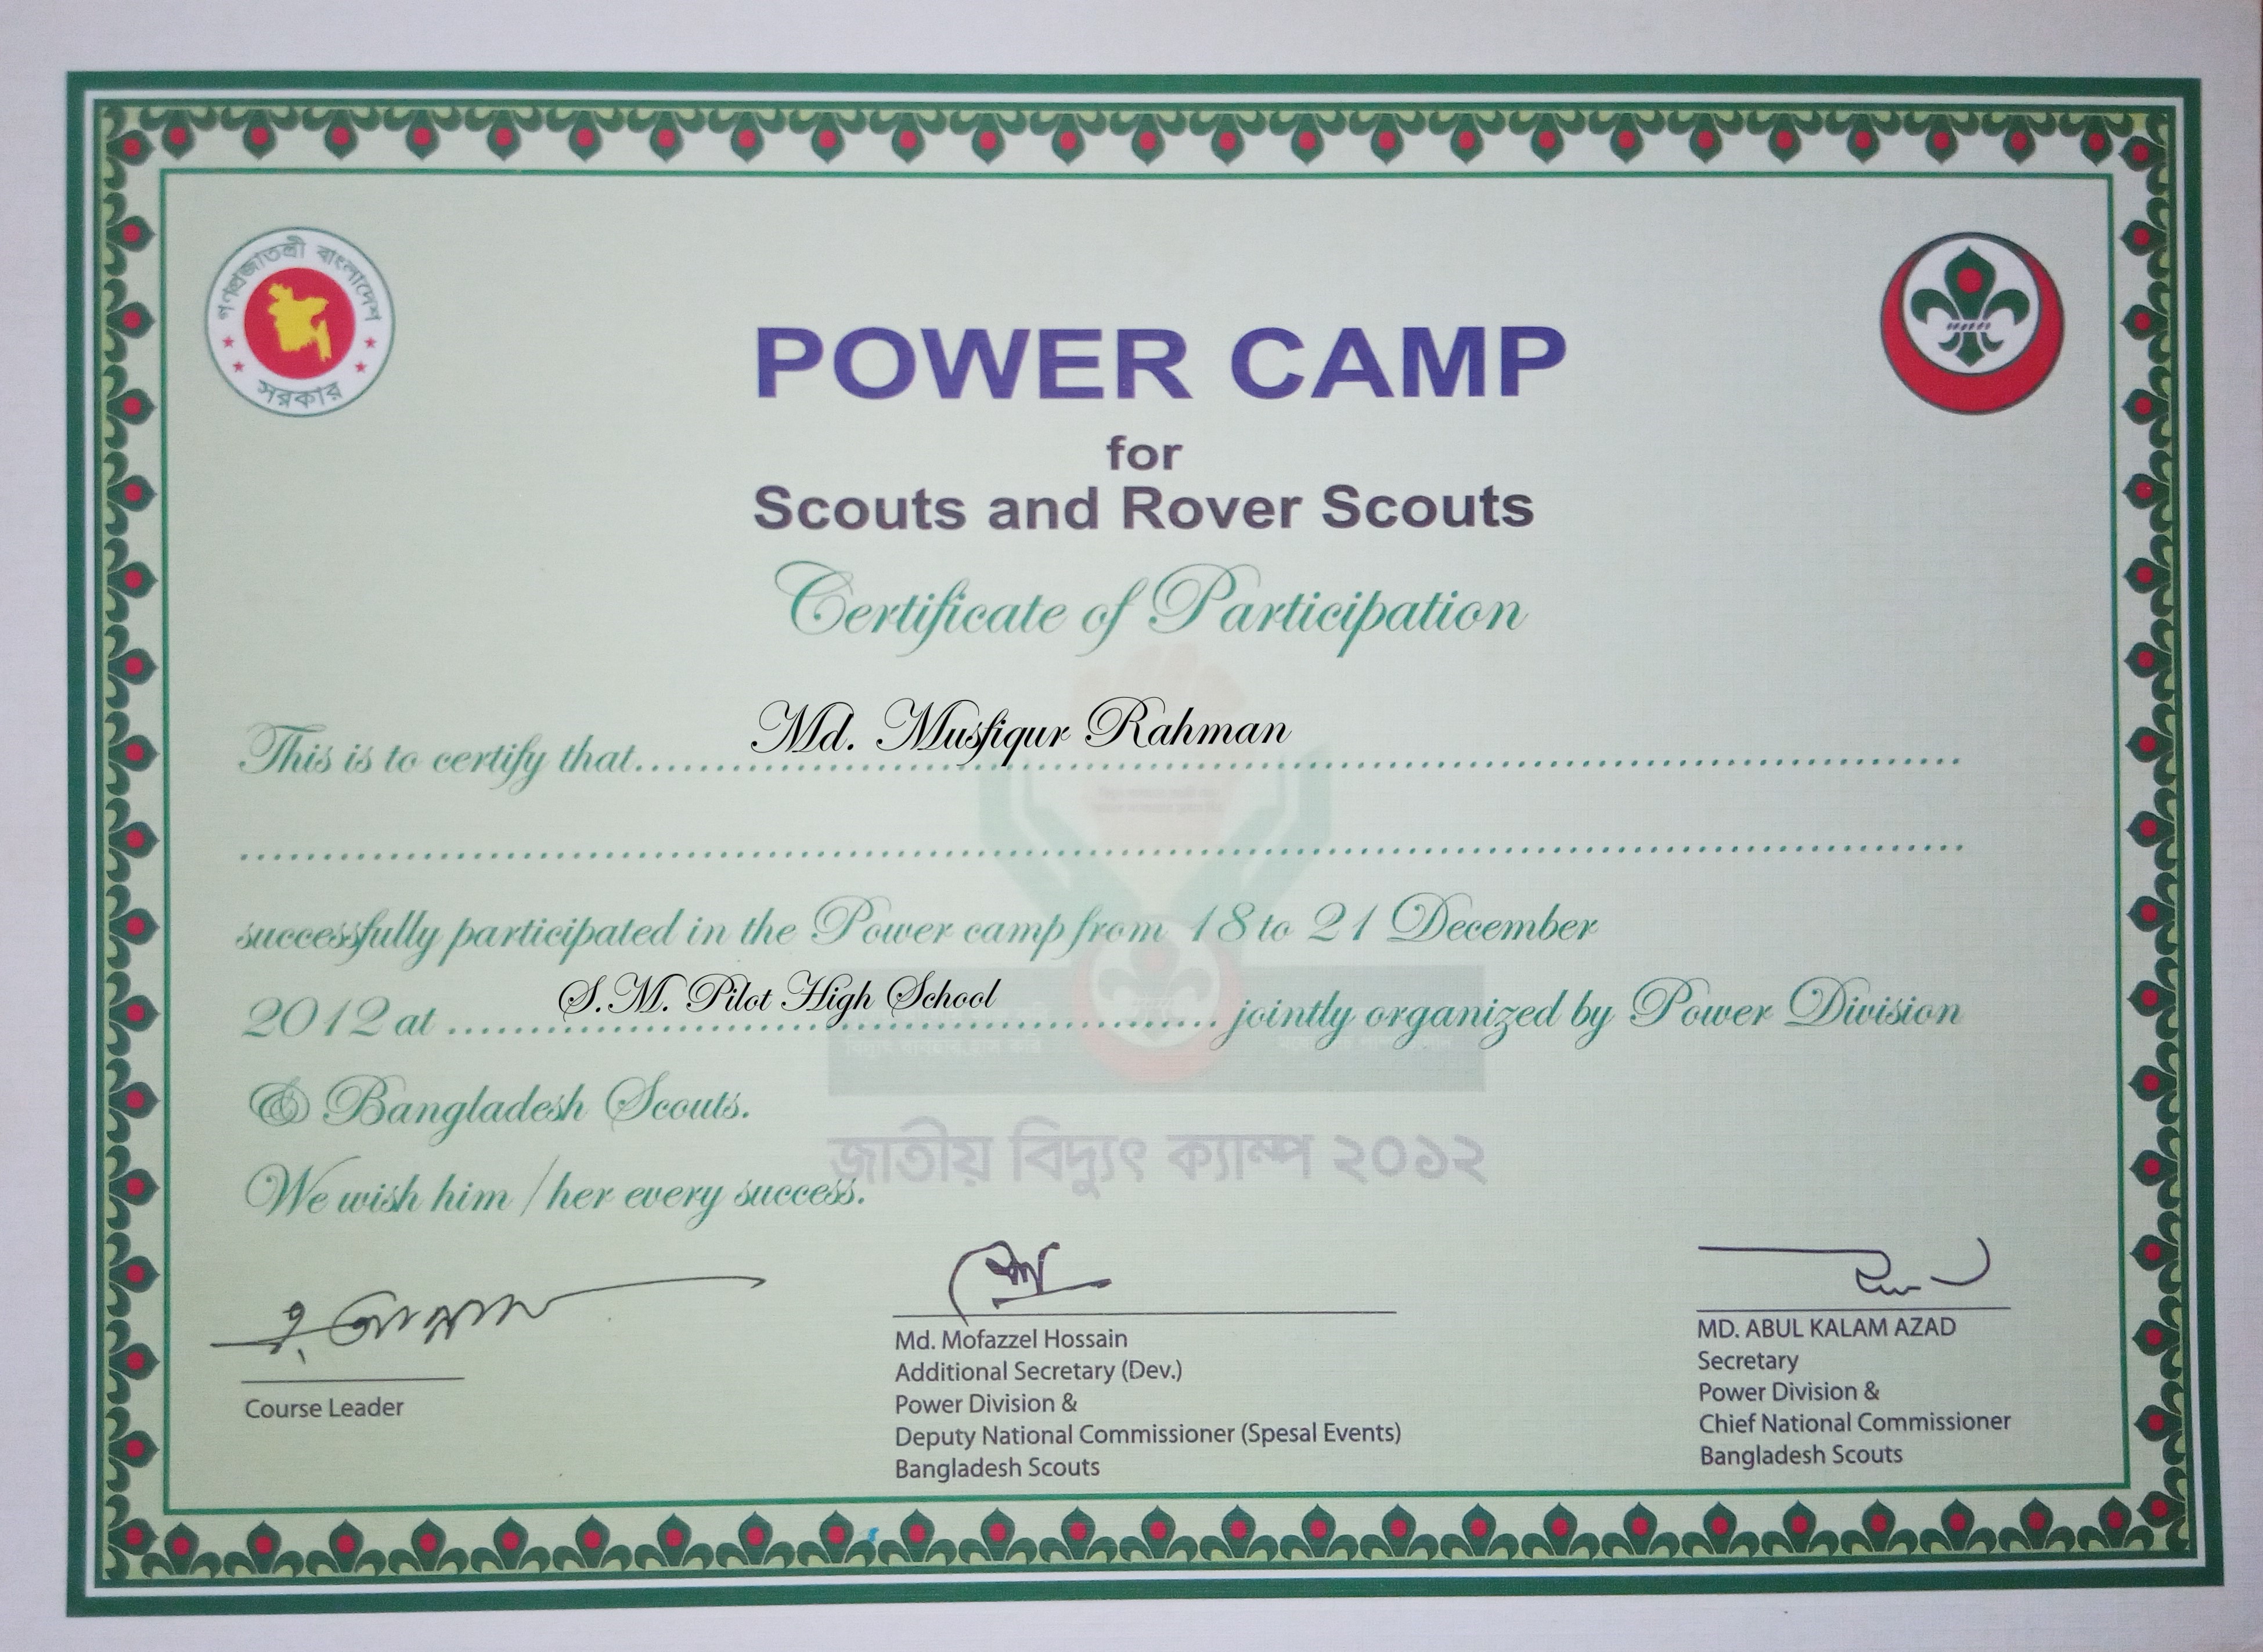 গণপ্রজাতন্ত্রী বাংলাদেশ
সরকার
POWER CAMP
for
Scouts and Rover Scouts
Certificate of Participation
This is to certify that Md. Musfiqur Rahman
successfully participated in the Power camp from 18 to 21 December
2012 at S.M. Pilot High School jointly organized by Power Division
& Bangladesh Scouts.
জাতীয় বিদ্যুৎ ক্যাম্প ২০১২
We wish him / her every success.
Course Leader
Md. Mofazzel Hossain
Additional Secretary (Dev.)
Power Division &
Deputy National Commissioner (Spesal Events)
Bangladesh Scouts
MD. ABUL KALAM AZAD
Secretary
Power Division &
Chief National Commissioner
Bangladesh Scouts